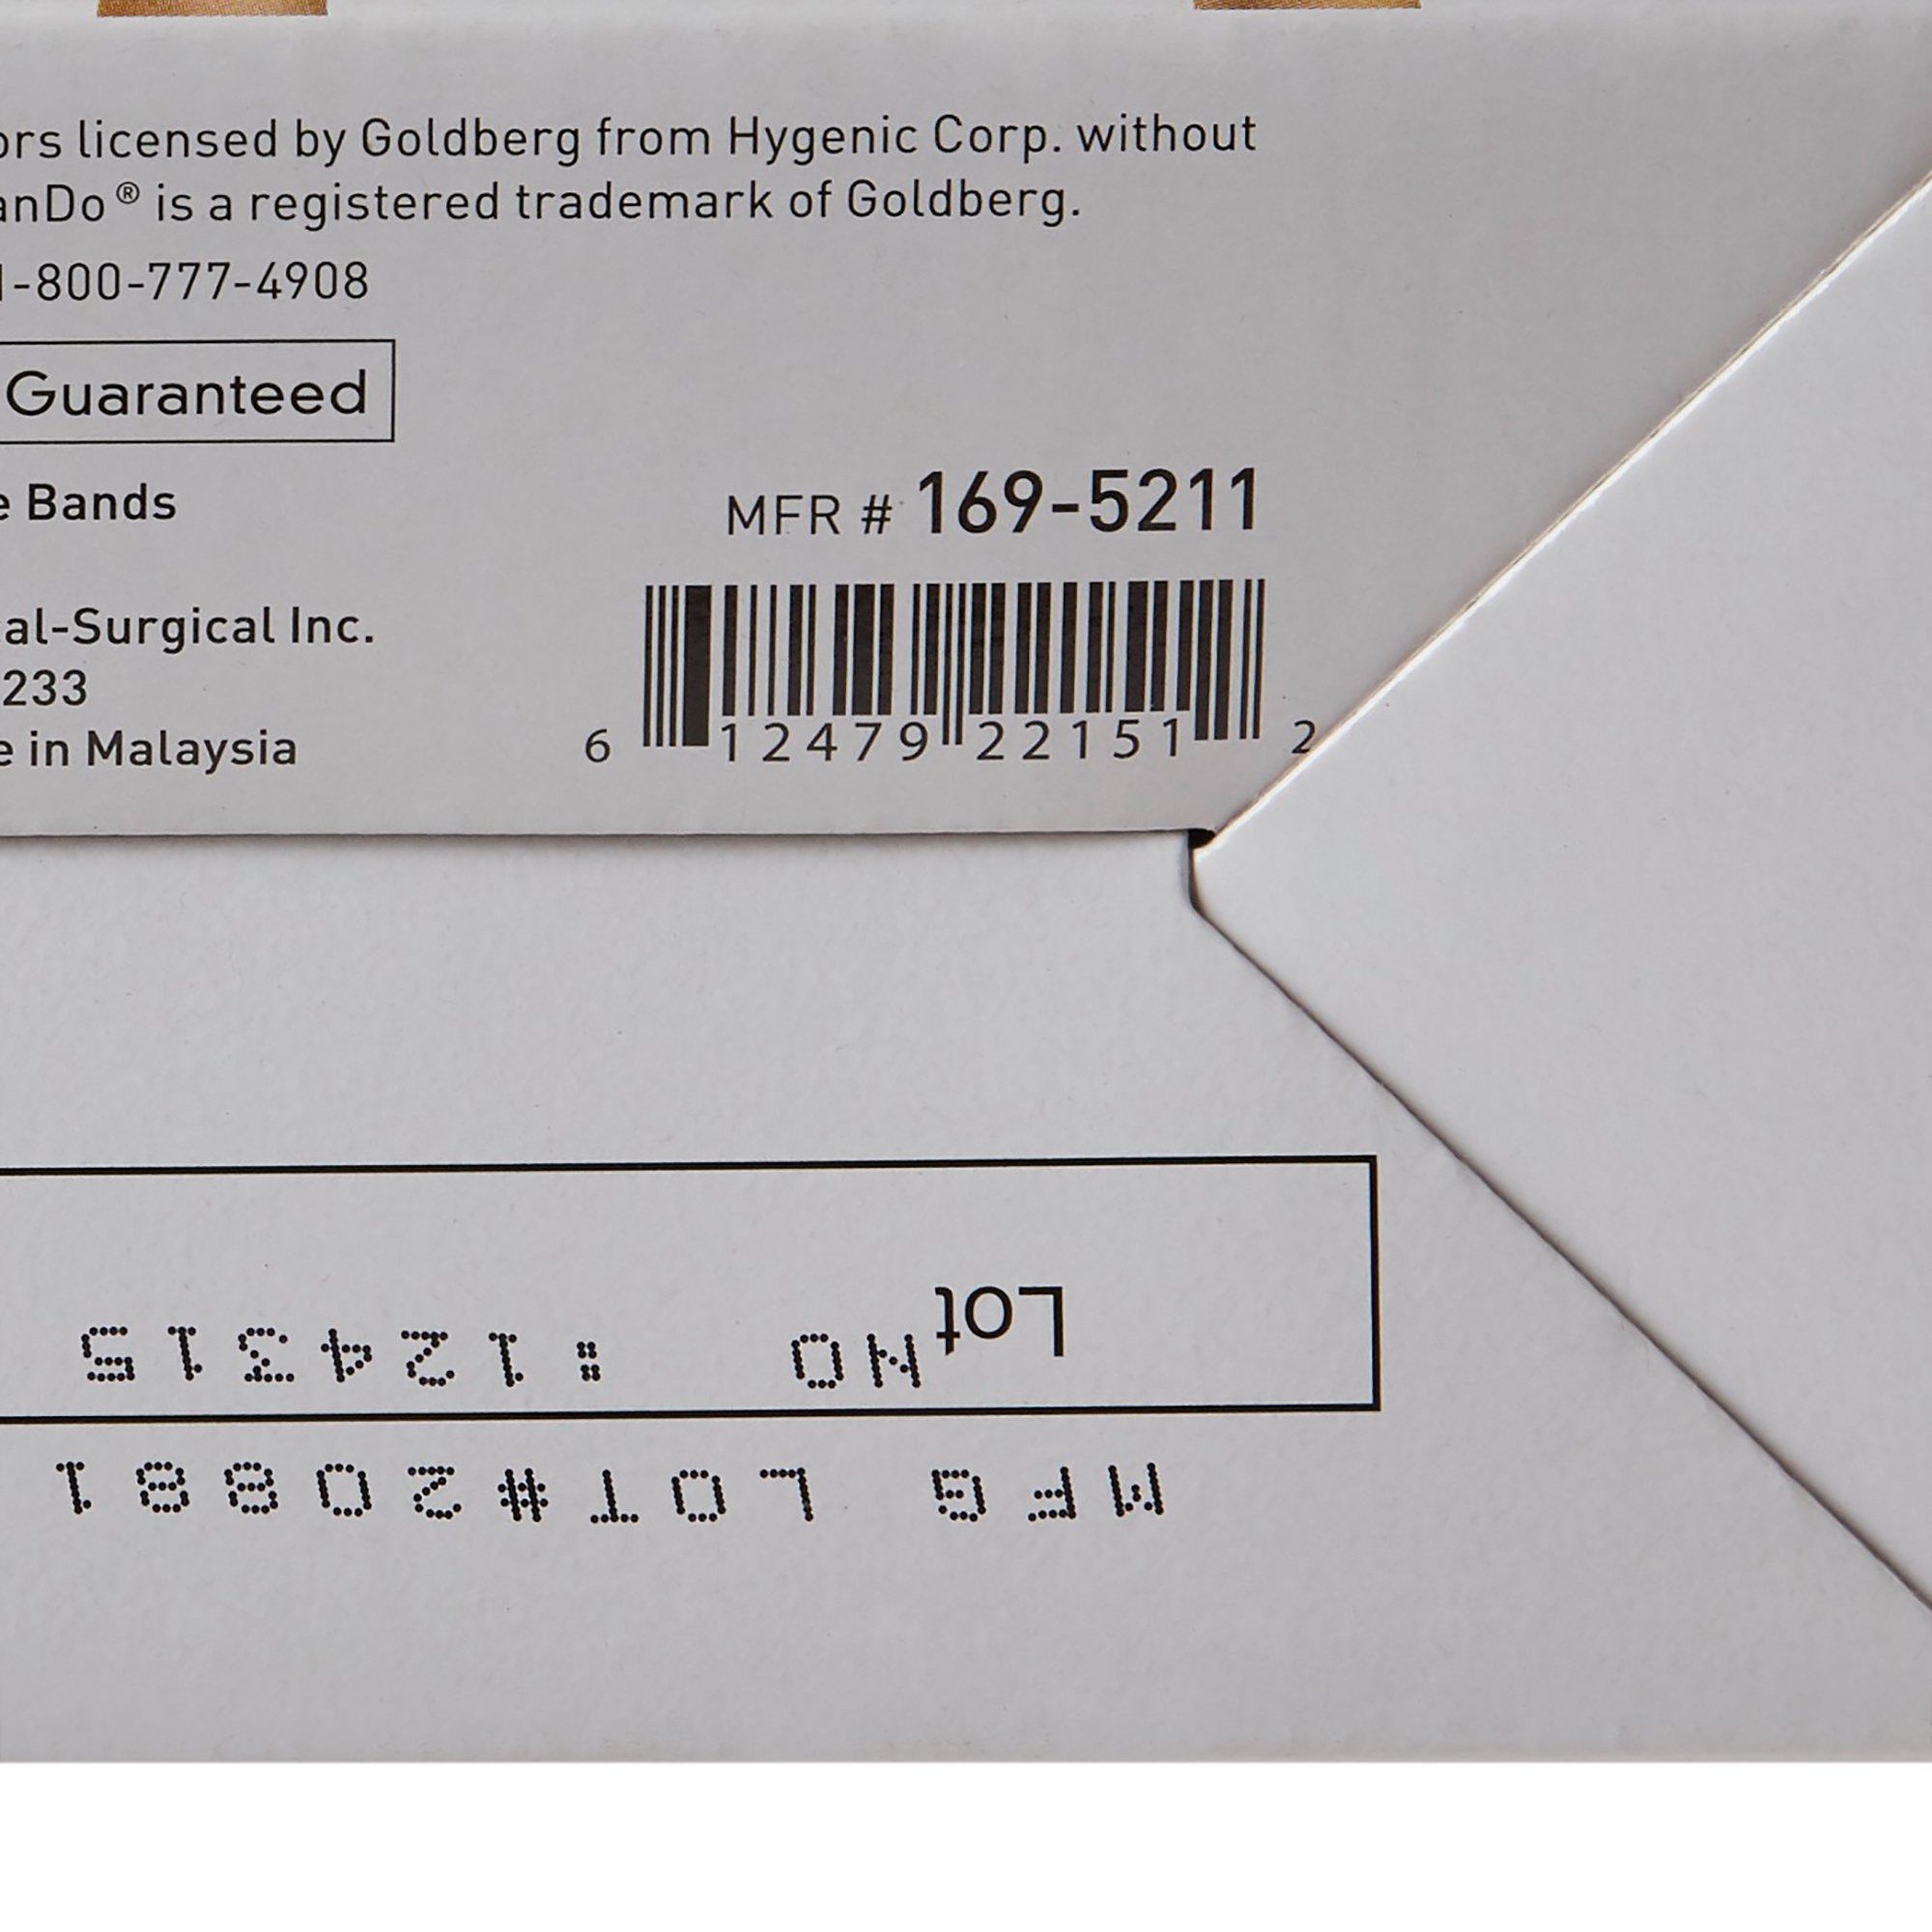 ors licensed by Goldberg from Hygenic Corp. without
anDo® is a registered trademark of Goldberg.
1-800-777-4908
Guaranteed
e Bands
MFR # 169-5211
al-Surgical Inc.
233
e in Malaysia
6 12479 22151 2
MFG LOT#20881
Lot NO : 124315